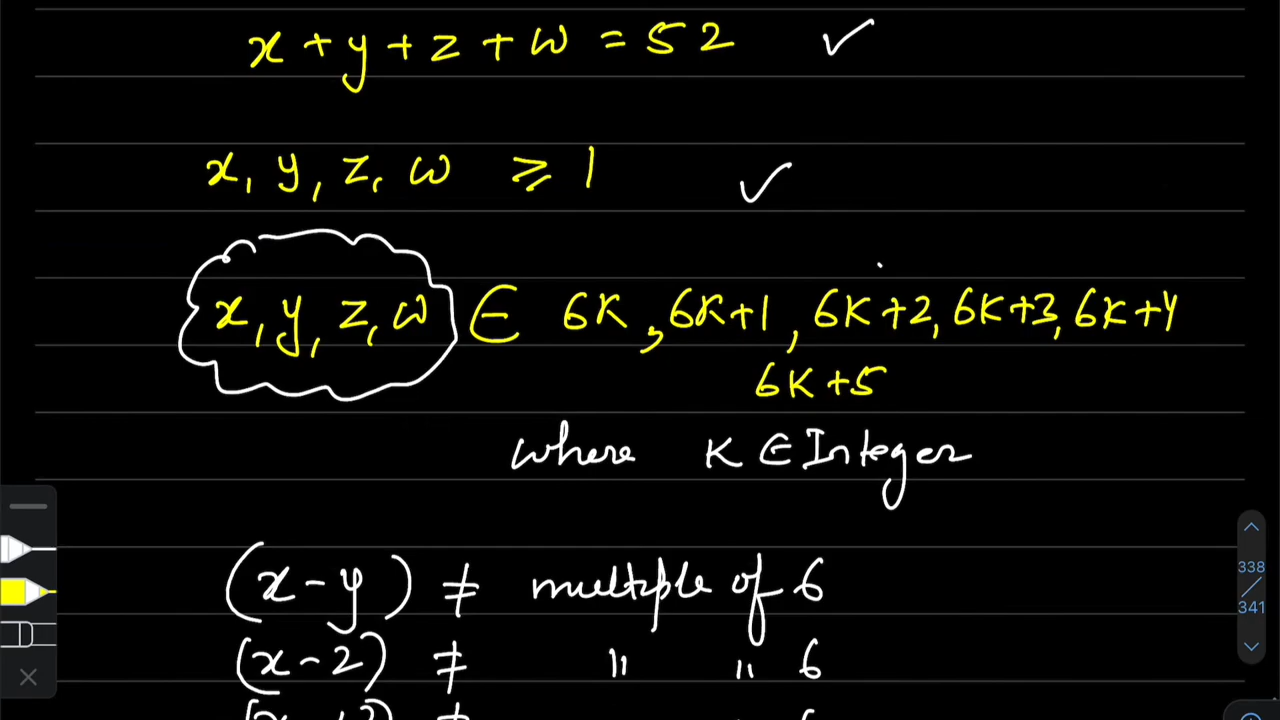 x + y + z + w = 52 ✓
x, y, z, w ≥ 1 ✓
x, y, z, w ∈ 6K, 6K+1, 6K+2, 6K+3, 6K+4
6K+5
where K ∈ Integer
(x - y) ≠ multiple of 6
(x - z) ≠ " " 6
338
341